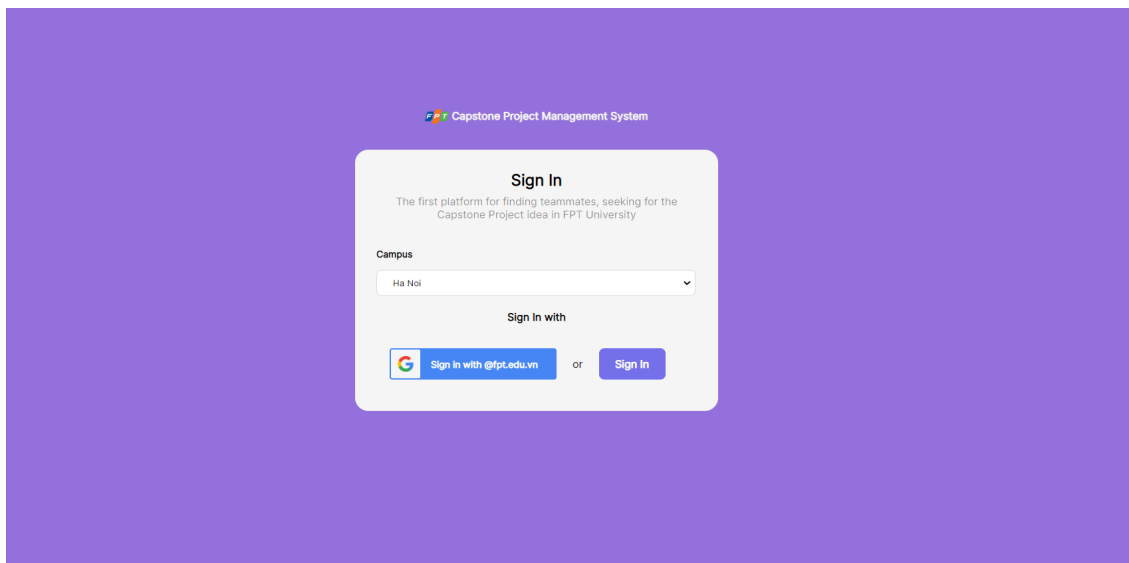 FPT Capstone Project Management System
Sign In
The first platform for finding teammates, seeking for the
Capstone Project idea in FPT University
Campus
Ha Noi
Sign In with
G Sign in with @fpt.edu.vn or Sign In